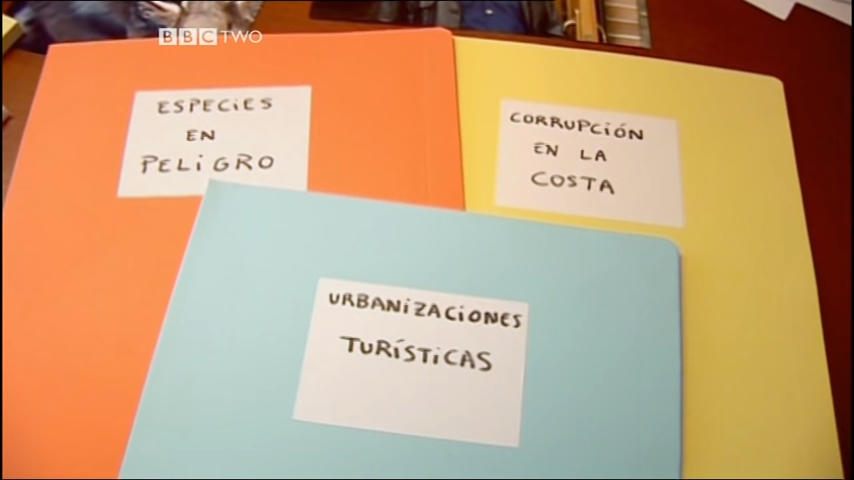 BBC TWO
ESPECIES
EN
PELIGRO
CORRUPCIÓN
EN LA
COSTA
URBANIZACIONES
TURÍSTICAS